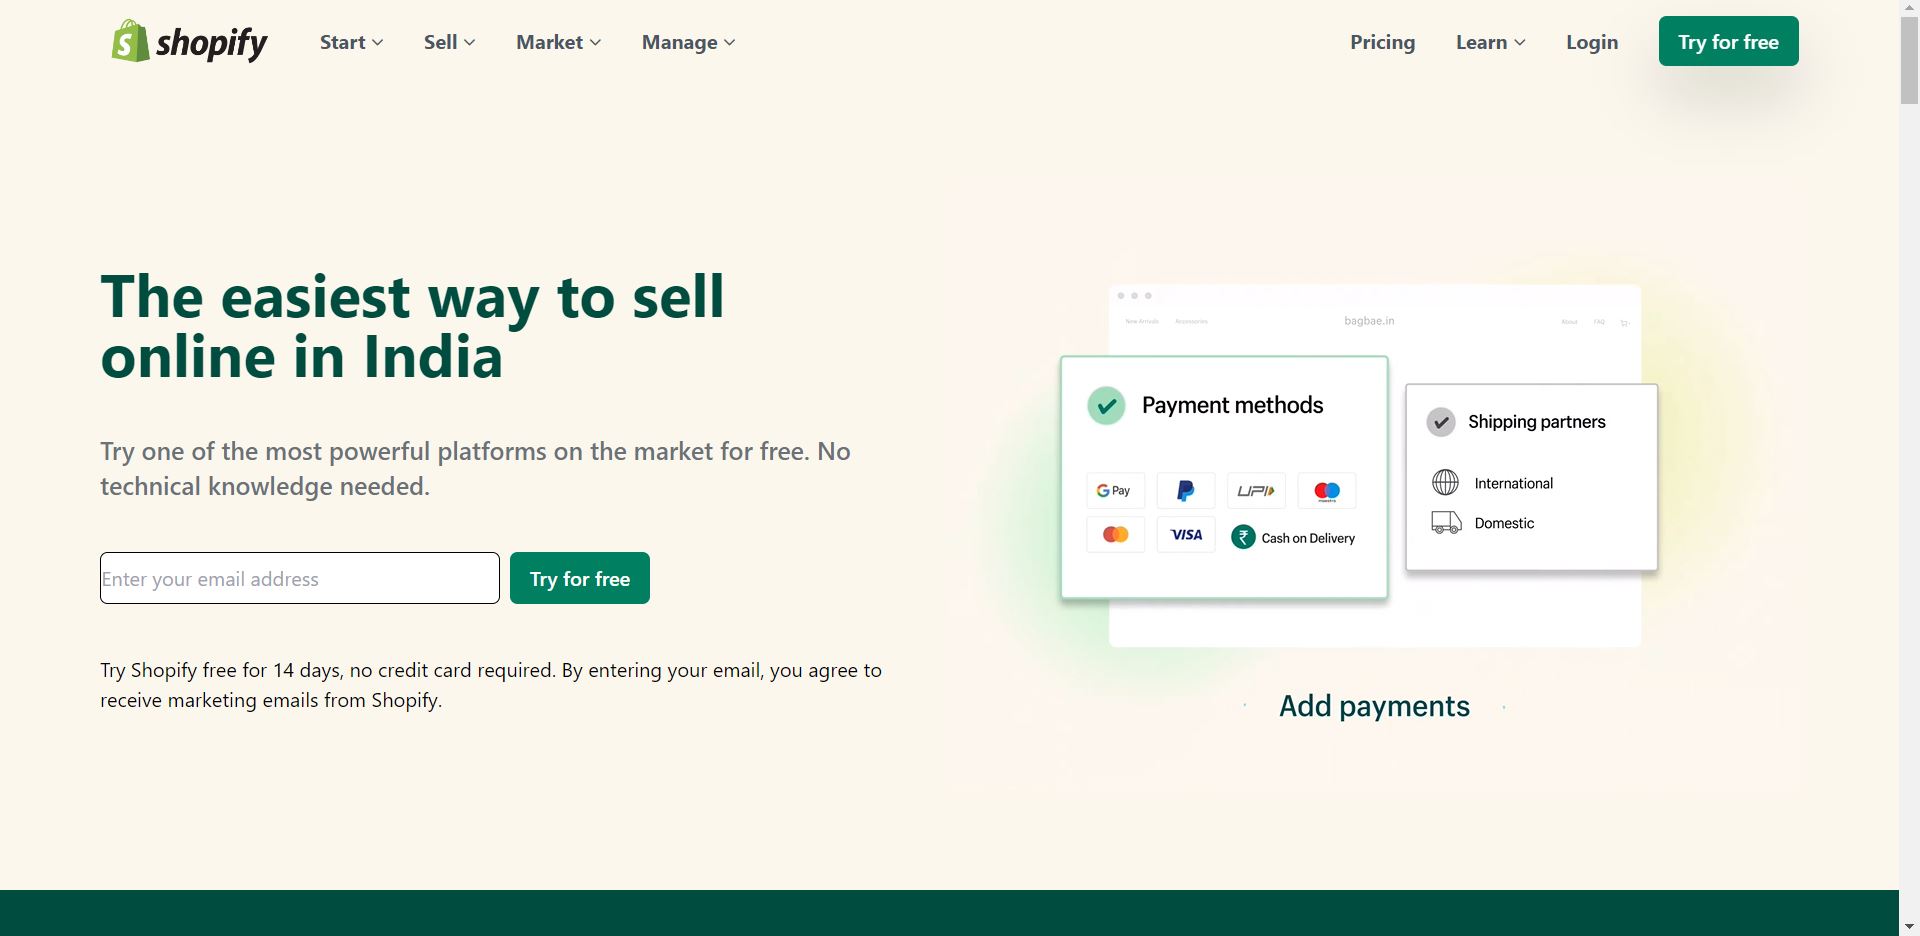 shopify
Start
Sell
Market
Manage
Pricing
Learn
Login
Try for free
The easiest way to sell
online in India
Try one of the most powerful platforms on the market for free. No
technical knowledge needed.
Enter your email address
Try for free
Try Shopify free for 14 days, no credit card required. By entering your email, you agree to
receive marketing emails from Shopify.
New Arrivals
Accessories
bagbae.in
About
FAQ
Payment methods
G Pay
UPI
maestro
VISA
₹ Cash on Delivery
Shipping partners
International
Domestic
Add payments